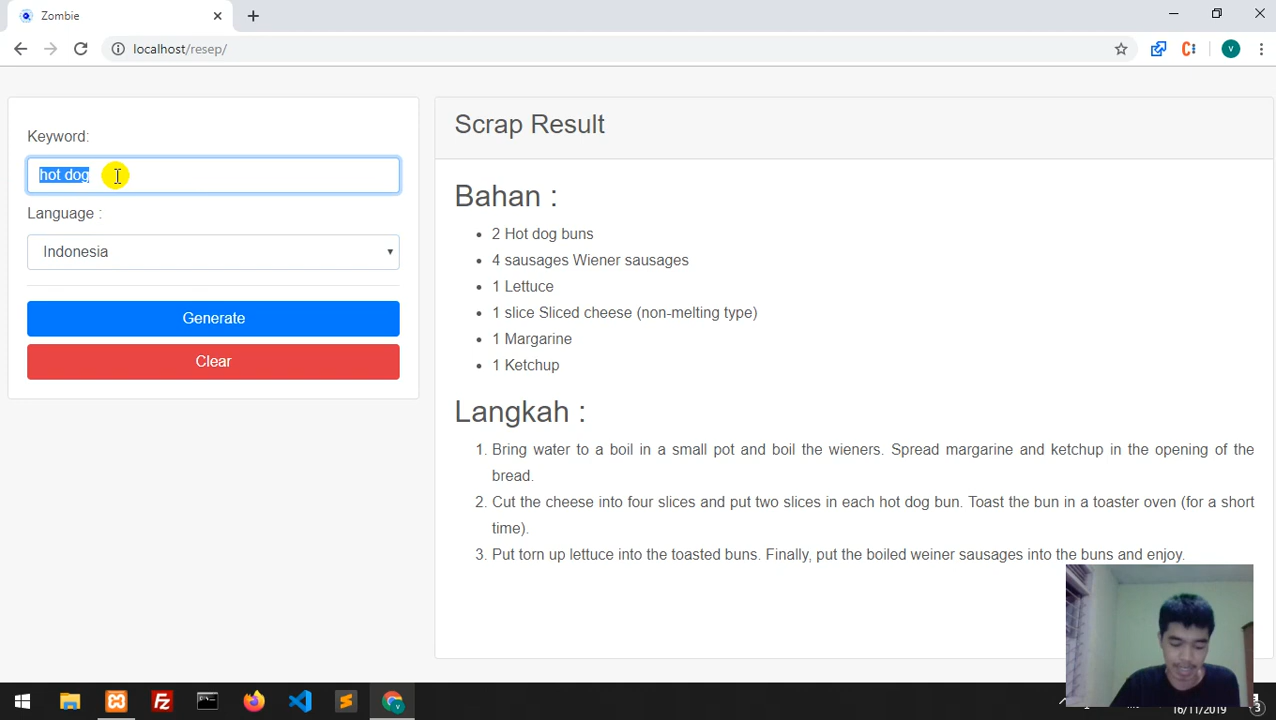 Zombie
localhost/resep/
V
Keyword:
hot dog
Language :
Indonesia
Generate
Clear
Scrap Result
Bahan :
2 Hot dog buns
4 sausages Wiener sausages
1 Lettuce
1 slice Sliced cheese (non-melting type)
1 Margarine
1 Ketchup
Langkah :
1. Bring water to a boil in a small pot and boil the wieners. Spread margarine and ketchup in the opening of the
bread.
2. Cut the cheese into four slices and put two slices in each hot dog bun. Toast the bun in a toaster oven (for a short
time).
3. Put torn up lettuce into the toasted buns. Finally, put the boiled weiner sausages into the buns and enjoy.
16/11/2019
3